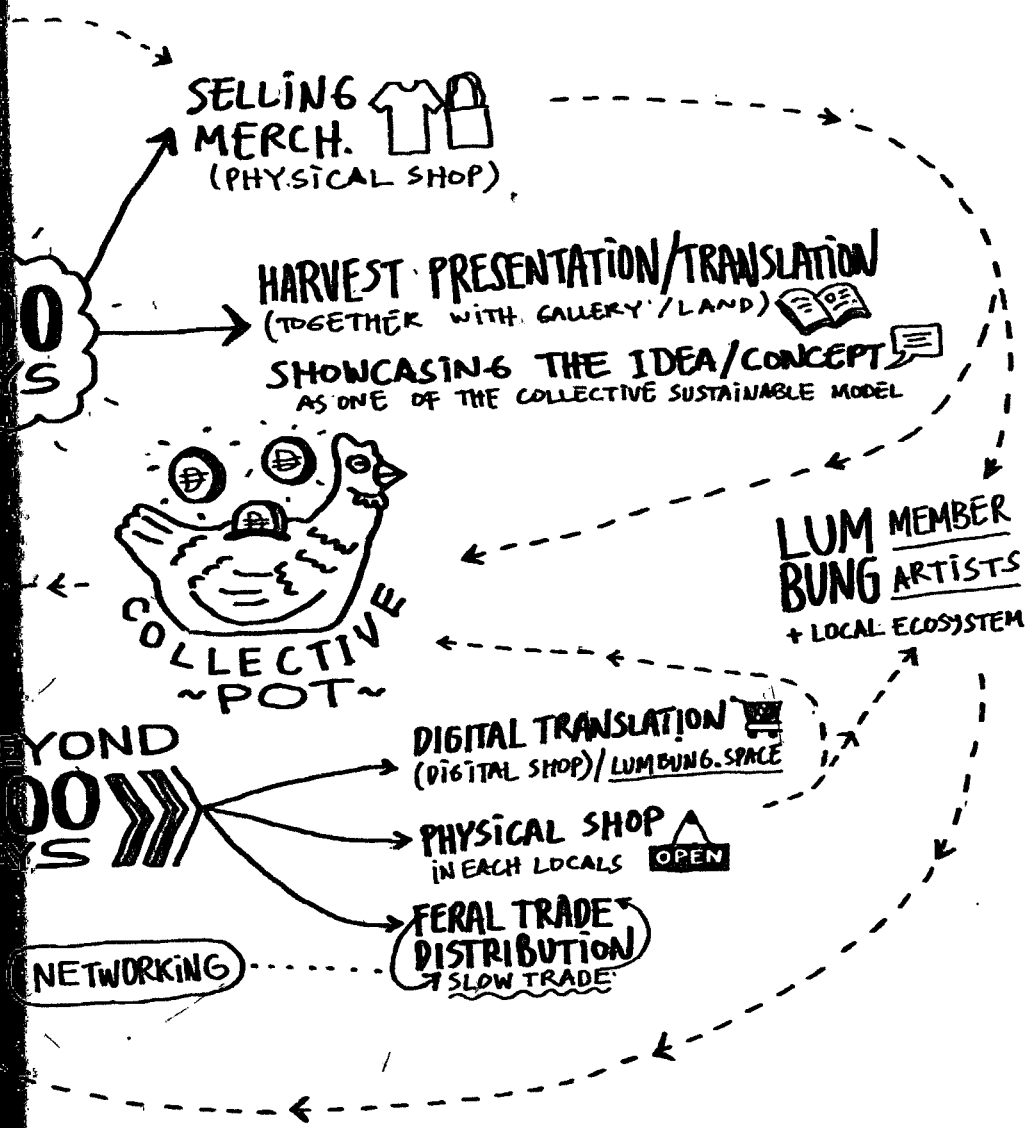 SELLING
MERCH.
(PHYSICAL SHOP)
HARVEST PRESENTATION/TRANSLATION
(TOGETHER WITH GALLERY/LAND)
SHOWCASING THE IDEA/CONCEPT
AS ONE OF THE COLLECTIVE SUSTAINABLE MODEL
COLLECTIVE
~POT~
LUM
BUNG
MEMBER
ARTISTS
+ LOCAL ECOSYSTEM
DIGITAL TRANSLATION
(DIGITAL SHOP)/LUMBUNG.SPACE
PHYSICAL SHOP
IN EACH LOCALS
OPEN
FERAL TRADE
DISTRIBUTION
SLOW TRADE
NETWORKING